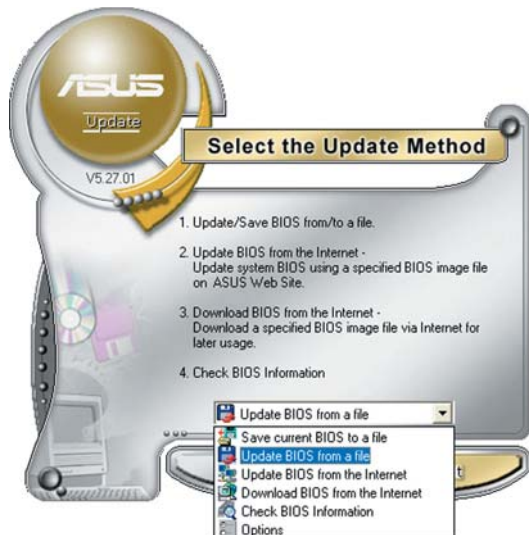 ASUS
Update
V5.27.01
Select the Update Method
1. Update/Save BIOS from/to a file.
2. Update BIOS from the Internet -
Update system BIOS using a specified BIOS image file
on ASUS Web Site.
3. Download BIOS from the Internet -
Download a specified BIOS image file via Internet for
later usage.
4. Check BIOS Information
Update BIOS from a file
Save current BIOS to a file
Update BIOS from a file
Update BIOS from the Internet
Download BIOS from the Internet
Check BIOS Information
Options